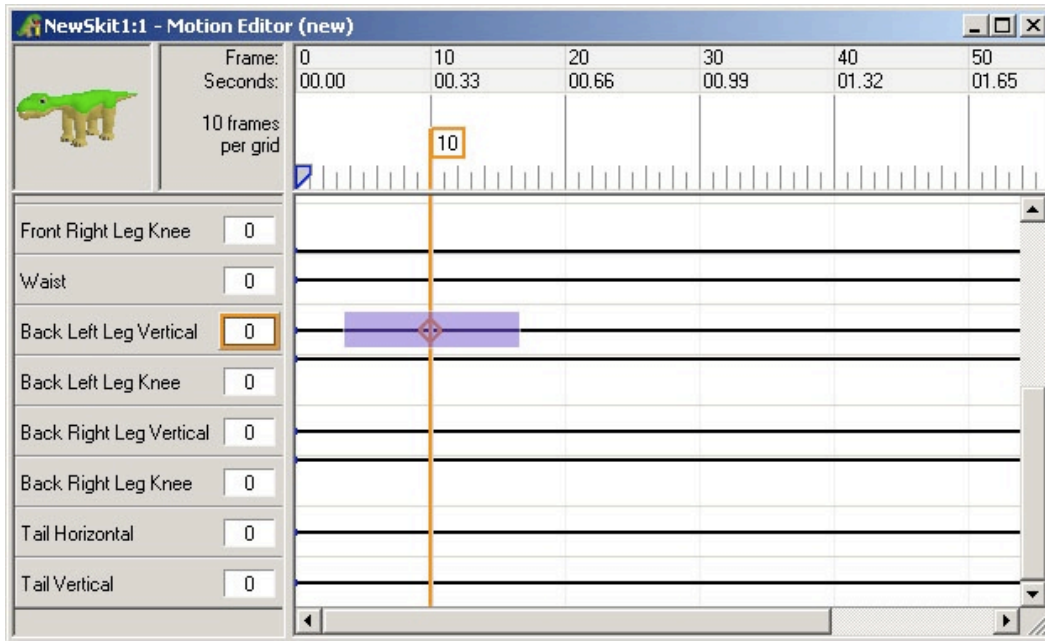 NewSkit1:1 - Motion Editor (new)
Frame: 0 10 20 30 40 50
Seconds: 00.00 00.33 00.66 00.99 01.32 01.65
10 frames
per grid
10
Front Right Leg Knee 0
Waist 0
Back Left Leg Vertical 0
Back Left Leg Knee 0
Back Right Leg Vertical 0
Back Right Leg Knee 0
Tail Horizontal 0
Tail Vertical 0